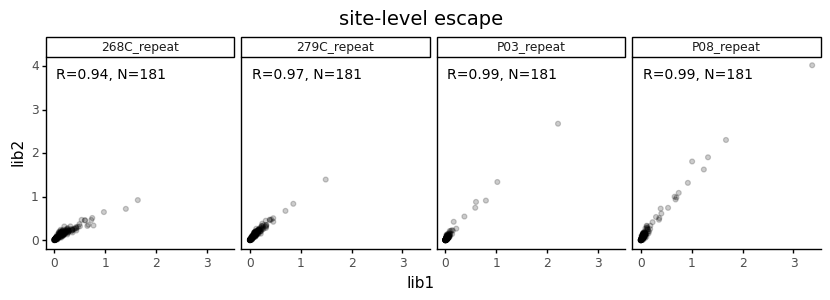 site-level escape
268C_repeat
279C_repeat
P03_repeat
P08_repeat
R=0.94, N=181
R=0.97, N=181
R=0.99, N=181
R=0.99, N=181
4
3
2
1
0
lib2
0 1 2 3
0 1 2 3
0 1 2 3
0 1 2 3
lib1